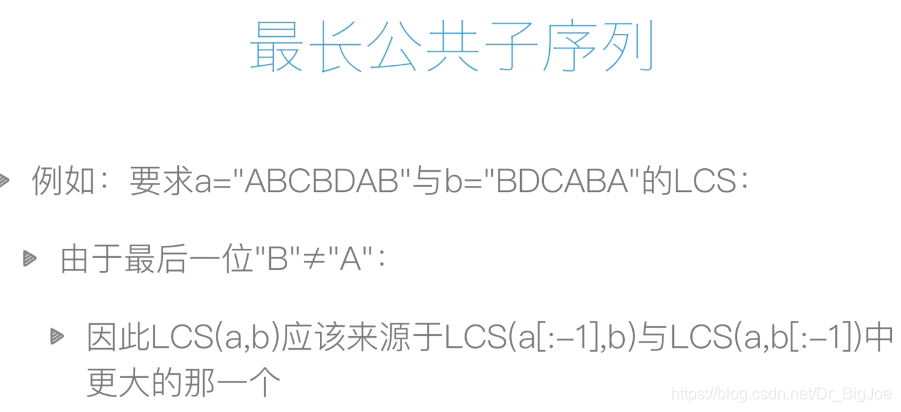 最长公共子序列
例如：要求a="ABCBDAB"与b="BDCABA"的LCS：
由于最后一位"B"≠"A"：
因此LCS(a,b)应该来源于LCS(a[:–1],b)与LCS(a,b[:–1])中
更大的那一个
https://blog.csdn.net/Dr_BigJoe